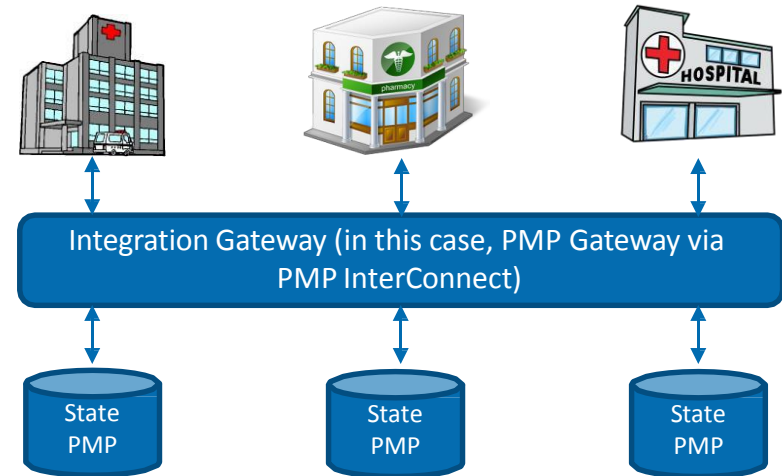 pharmacy
HOSPITAL
Integration Gateway (in this case, PMP Gateway via
PMP InterConnect)
State
PMP
State
PMP
State
PMP